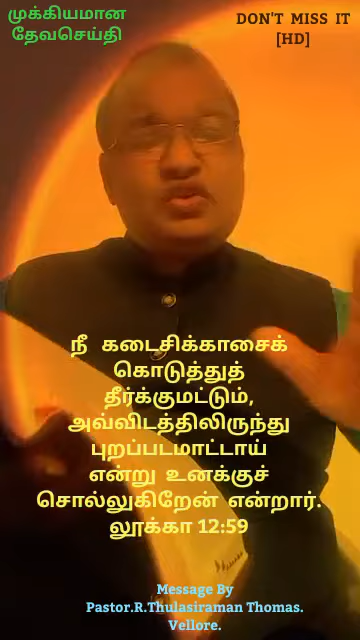 முக்கியமான
தேவசெய்தி
DON'T MISS IT
[HD]
நீ கடைசிக்காசைக்
கொடுத்துத்
தீர்க்குமட்டும்,
அவ்விடத்திலிருந்து
புறப்படமாட்டாய்
என்று உனக்குச்
சொல்லுகிறேன் என்றார்.
லூக்கா 12:59
Message By
Pastor.R.Thulasiraman Thomas.
Vellore.